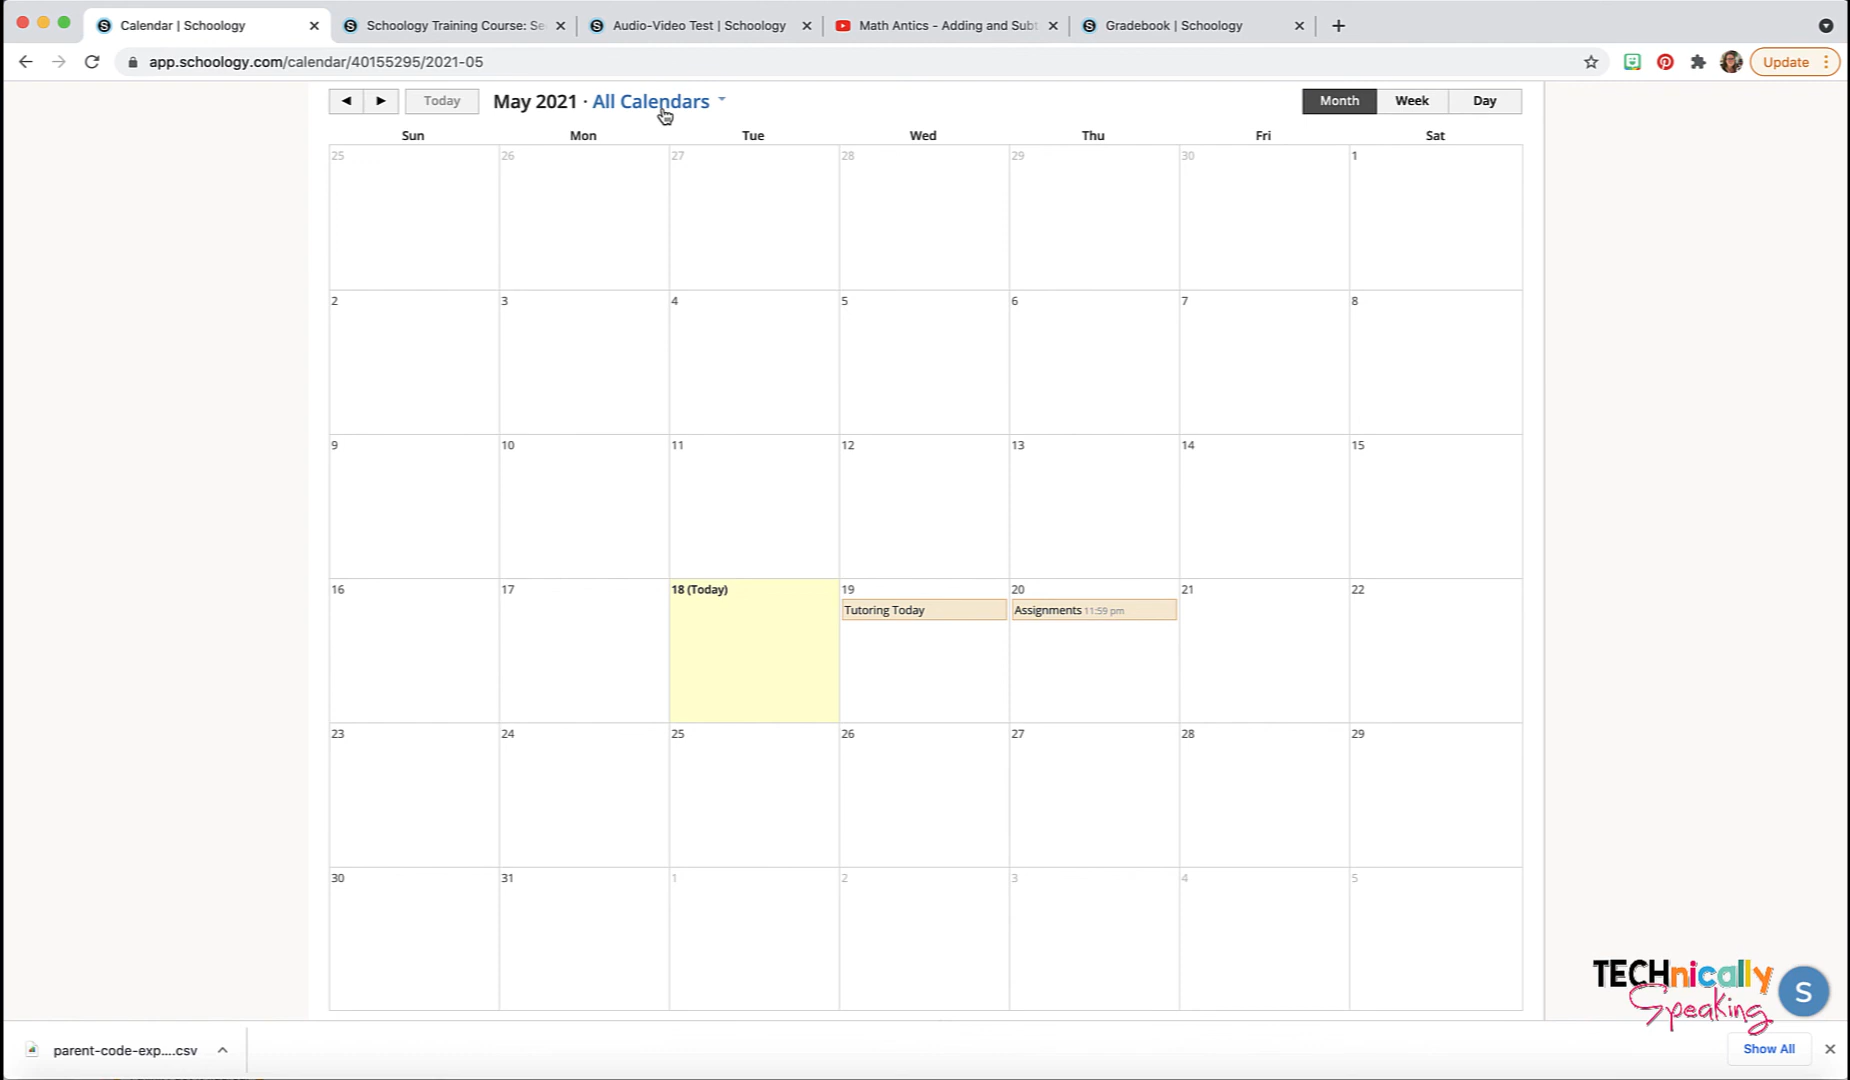 Calendar | Schoology
Schoology Training Course: Se
Audio-Video Test | Schoology
Math Antics - Adding and Subt
Gradebook | Schoology
app.schoology.com/calendar/40155295/2021-05
Update
Today
May 2021 · All Calendars
Month Week Day
Sun Mon Tue Wed Thu Fri Sat
25 26 27 28 29 30 1
2 3 4 5 6 7 8
9 10 11 12 13 14 15
16 17 18 (Today) 19 20 21 22
Tutoring Today
Assignments 11:59 pm
23 24 25 26 27 28 29
30 31 1 2 3 4 5
TECHnically
Speaking
S
parent-code-exp....csv
Show All